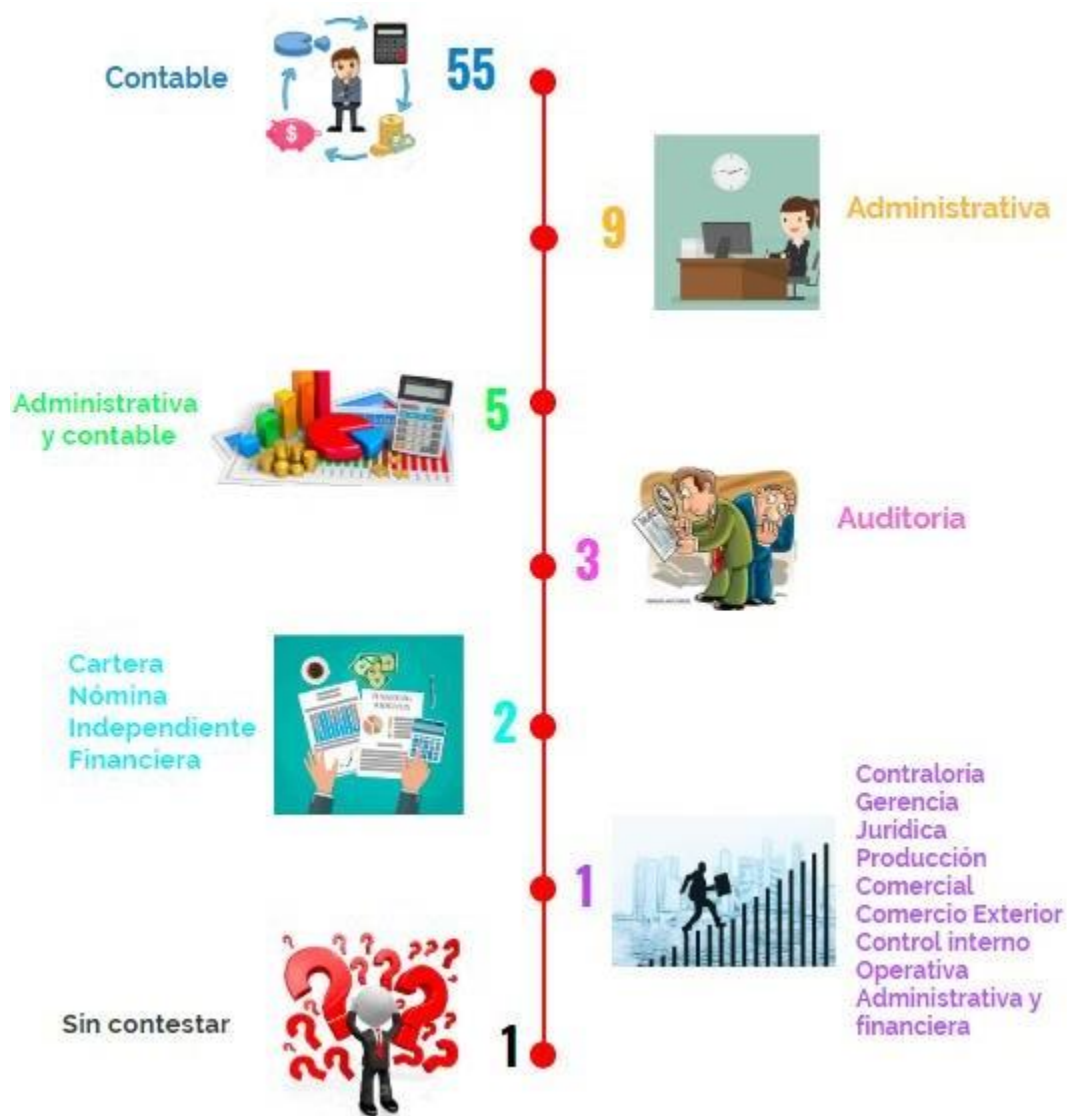 Contable
55
9
Administrativa
Administrativa
y contable
5
Auditoria
3
Cartera
Nómina
Independiente
Financiera
2
Contraloría
Gerencia
Jurídica
Producción
Comercial
Comercio Exterior
Control interno
Operativa
Administrativa y
financiera
1
Sin contestar
1